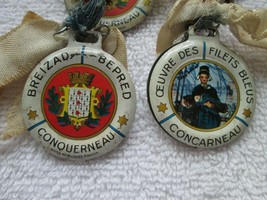 BREIZAD BEPRED
CONQUERNEAU
ŒUVRE DES FILETS BLEUS
CONCARNEAU